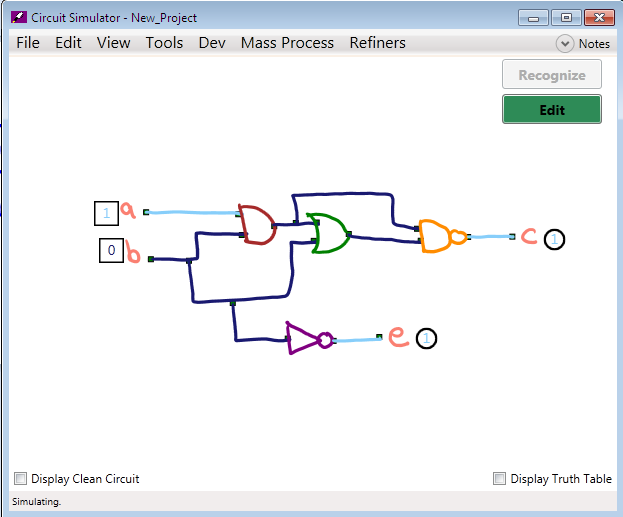 Circuit Simulator - New_Project
File Edit View Tools Dev Mass Process Refiners Notes
Recognize
Edit
1 a
0 b
c 1
e 1
Display Clean Circuit Display Truth Table
Simulating.